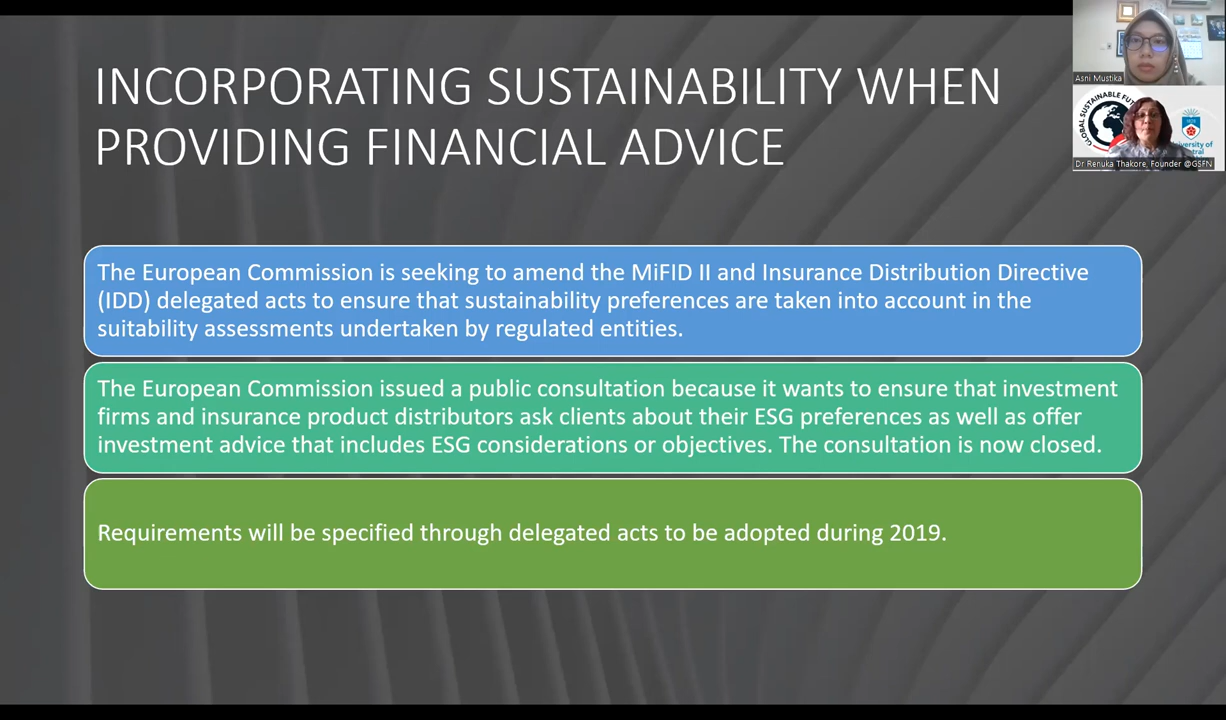 INCORPORATING SUSTAINABILITY WHEN
PROVIDING FINANCIAL ADVICE
Asni Mustika
GLOBAL SUSTAINABLE FUT
Dr Renuka Thakore, Founder @GSFN
The European Commission is seeking to amend the MiFID II and Insurance Distribution Directive
(IDD) delegated acts to ensure that sustainability preferences are taken into account in the
suitability assessments undertaken by regulated entities.
The European Commission issued a public consultation because it wants to ensure that investment
firms and insurance product distributors ask clients about their ESG preferences as well as offer
investment advice that includes ESG considerations or objectives. The consultation is now closed.
Requirements will be specified through delegated acts to be adopted during 2019.